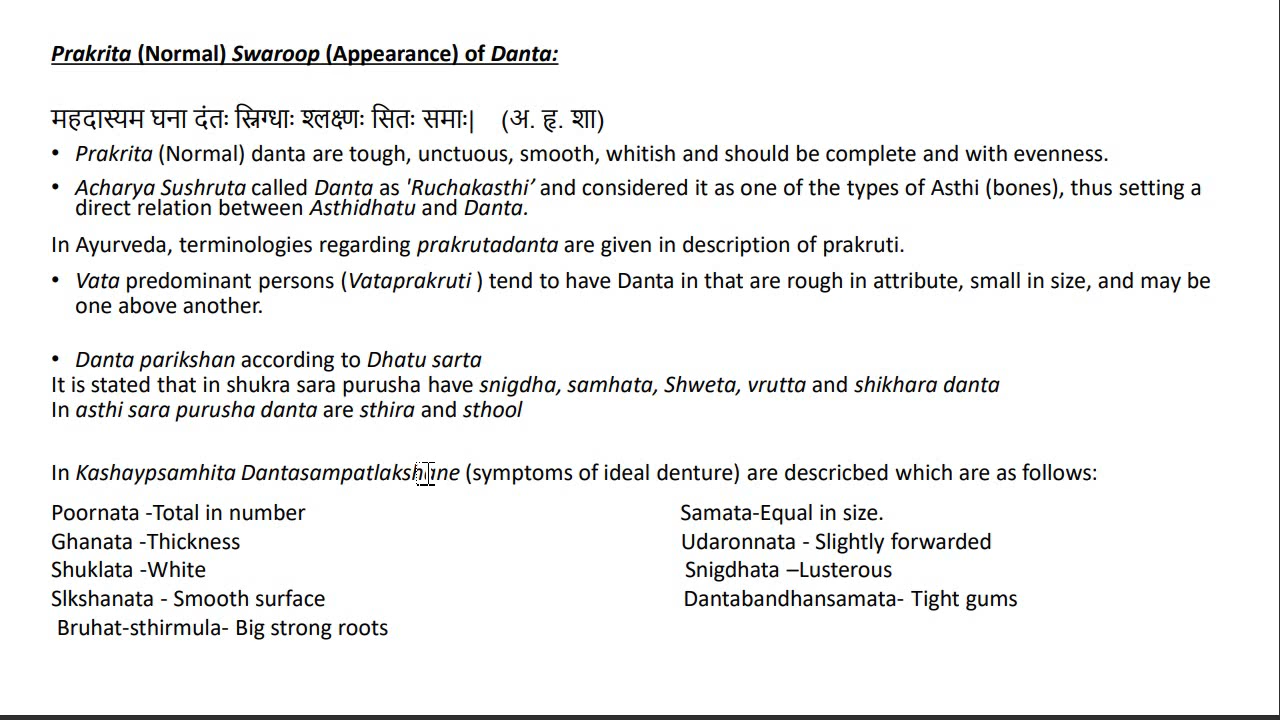 Prakrita (Normal) Swaroop (Appearance) of Danta:
महदास्यम घना दंतः स्निग्धाः श्लक्ष्णः सितः समाः| (अ. हृ. शा)
• Prakrita (Normal) danta are tough, unctuous, smooth, whitish and should be complete and with evenness.
• Acharya Sushruta called Danta as 'Ruchakasthi’ and considered it as one of the types of Asthi (bones), thus setting a
direct relation between Asthidhatu and Danta.
In Ayurveda, terminologies regarding prakrutadanta are given in description of prakruti.
• Vata predominant persons (Vataprakruti ) tend to have Danta in that are rough in attribute, small in size, and may be
one above another.
• Danta parikshan according to Dhatu sarta
It is stated that in shukra sara purusha have snigdha, samhata, Shweta, vrutta and shikhara danta
In asthi sara purusha danta are sthira and sthool
In Kashaypsamhita Dantasampatlakshane (symptoms of ideal denture) are descricbed which are as follows:
Poornata -Total in number
Ghanata -Thickness
Shuklata -White
Slkshanata - Smooth surface
Bruhat-sthirmula- Big strong roots
Samata-Equal in size.
Udaronnata - Slightly forwarded
Snigdhata –Lusterous
Dantabandhansamata- Tight gums